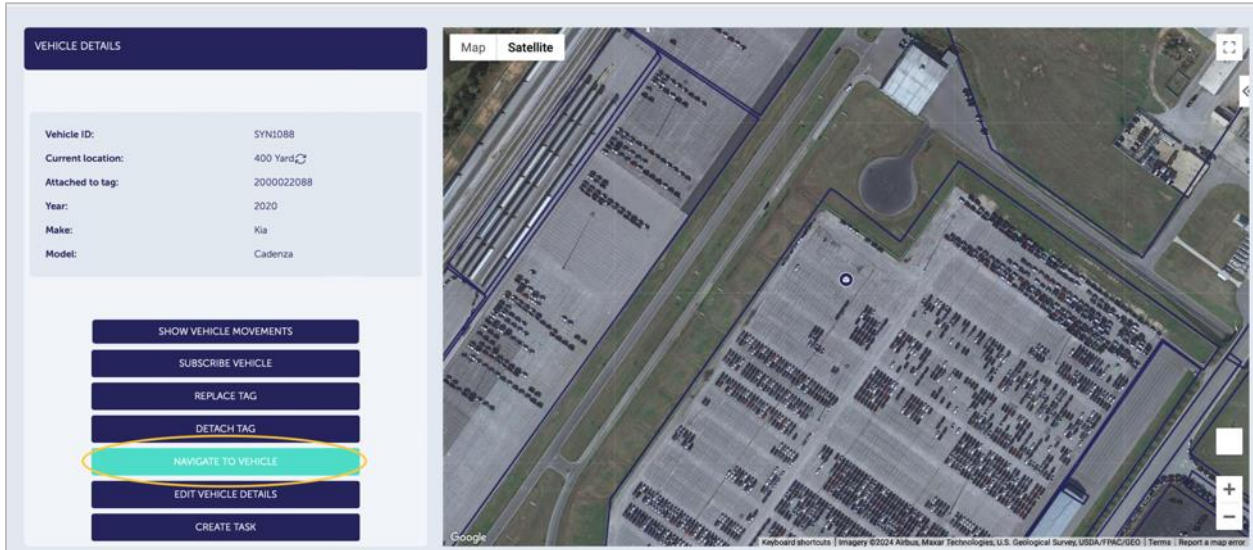 VEHICLE DETAILS
Vehicle ID: SYN1088
Current location: 400 Yard
Attached to tag: 2000022088
Year: 2020
Make: Kia
Model: Cadenza
SHOW VEHICLE MOVEMENTS
SUBSCRIBE VEHICLE
REPLACE TAG
DETACH TAG
NAVIGATE TO VEHICLE
EDIT VEHICLE DETAILS
CREATE TASK
Map Satellite
Google
Keyboard shortcuts Imagery ©2024 Airbus, Maxar Technologies, U.S. Geological Survey, USDA/FPAC/GEO Terms Report a map error